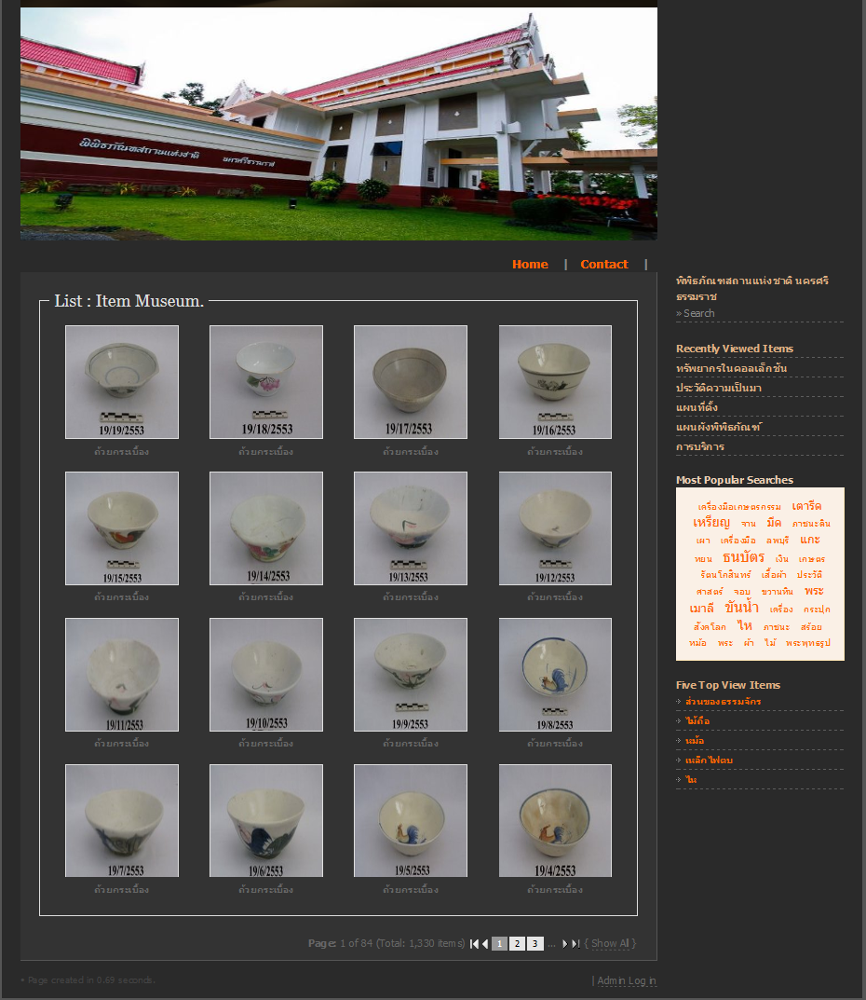 พิพิธภัณฑสถานแห่งชาติ นครศรีธรรมราช
Home | Contact |
List : Item Museum.
19/19/2553 19/18/2553 19/17/2553 19/16/2553
ถ้วยกระเบื้อง ถ้วยกระเบื้อง ถ้วยกระเบื้อง ถ้วยกระเบื้อง
19/15/2553 19/14/2553 19/13/2553 19/12/2553
ถ้วยกระเบื้อง ถ้วยกระเบื้อง ถ้วยกระเบื้อง ถ้วยกระเบื้อง
19/11/2553 19/10/2553 19/9/2553 19/8/2553
ถ้วยกระเบื้อง ถ้วยกระเบื้อง ถ้วยกระเบื้อง ถ้วยกระเบื้อง
19/7/2553 19/6/2553 19/5/2553 19/4/2553
ถ้วยกระเบื้อง ถ้วยกระเบื้อง ถ้วยกระเบื้อง ถ้วยกระเบื้อง
Page: 1 of 84 (Total: 1,330 items) 1 2 3 ... { Show All }
พิพิธภัณฑสถานแห่งชาติ นครศรี
ธรรมราช
» Search
Recently Viewed Items
ทรัพยากรในคอลเล็กชัน
ประวัติความเป็นมา
แผนที่ตั้ง
แผนผังพิพิธภัณฑ์
การบริการ
Most Popular Searches
เครื่องมือเกษตรกรรม เตารีด
เหรียญ จาน มีด ภาชนะดิน
เผา เครื่องมือ ลพบุรี แกะ
หยุน ธนบัตร เงิน เกษตร
รัตนโกสินทร์ เสื้อผ้า ประวัติ
ศาสตร์ จอบ ขวานหิน พระ
เมาลี ขันน้ำ เครื่อง กระปุก
สังคโลก ไห ภาชนะ สร้อย
หม้อ พระ ผ้า ไม้ พระพุทธรูป
Five Top View Items
ส่วนของธรรมจักร
ไม้ถือ
หม้อ
เหล็กไฟตบ
ไห
• Page created in 0.69 seconds.
| Admin Log in